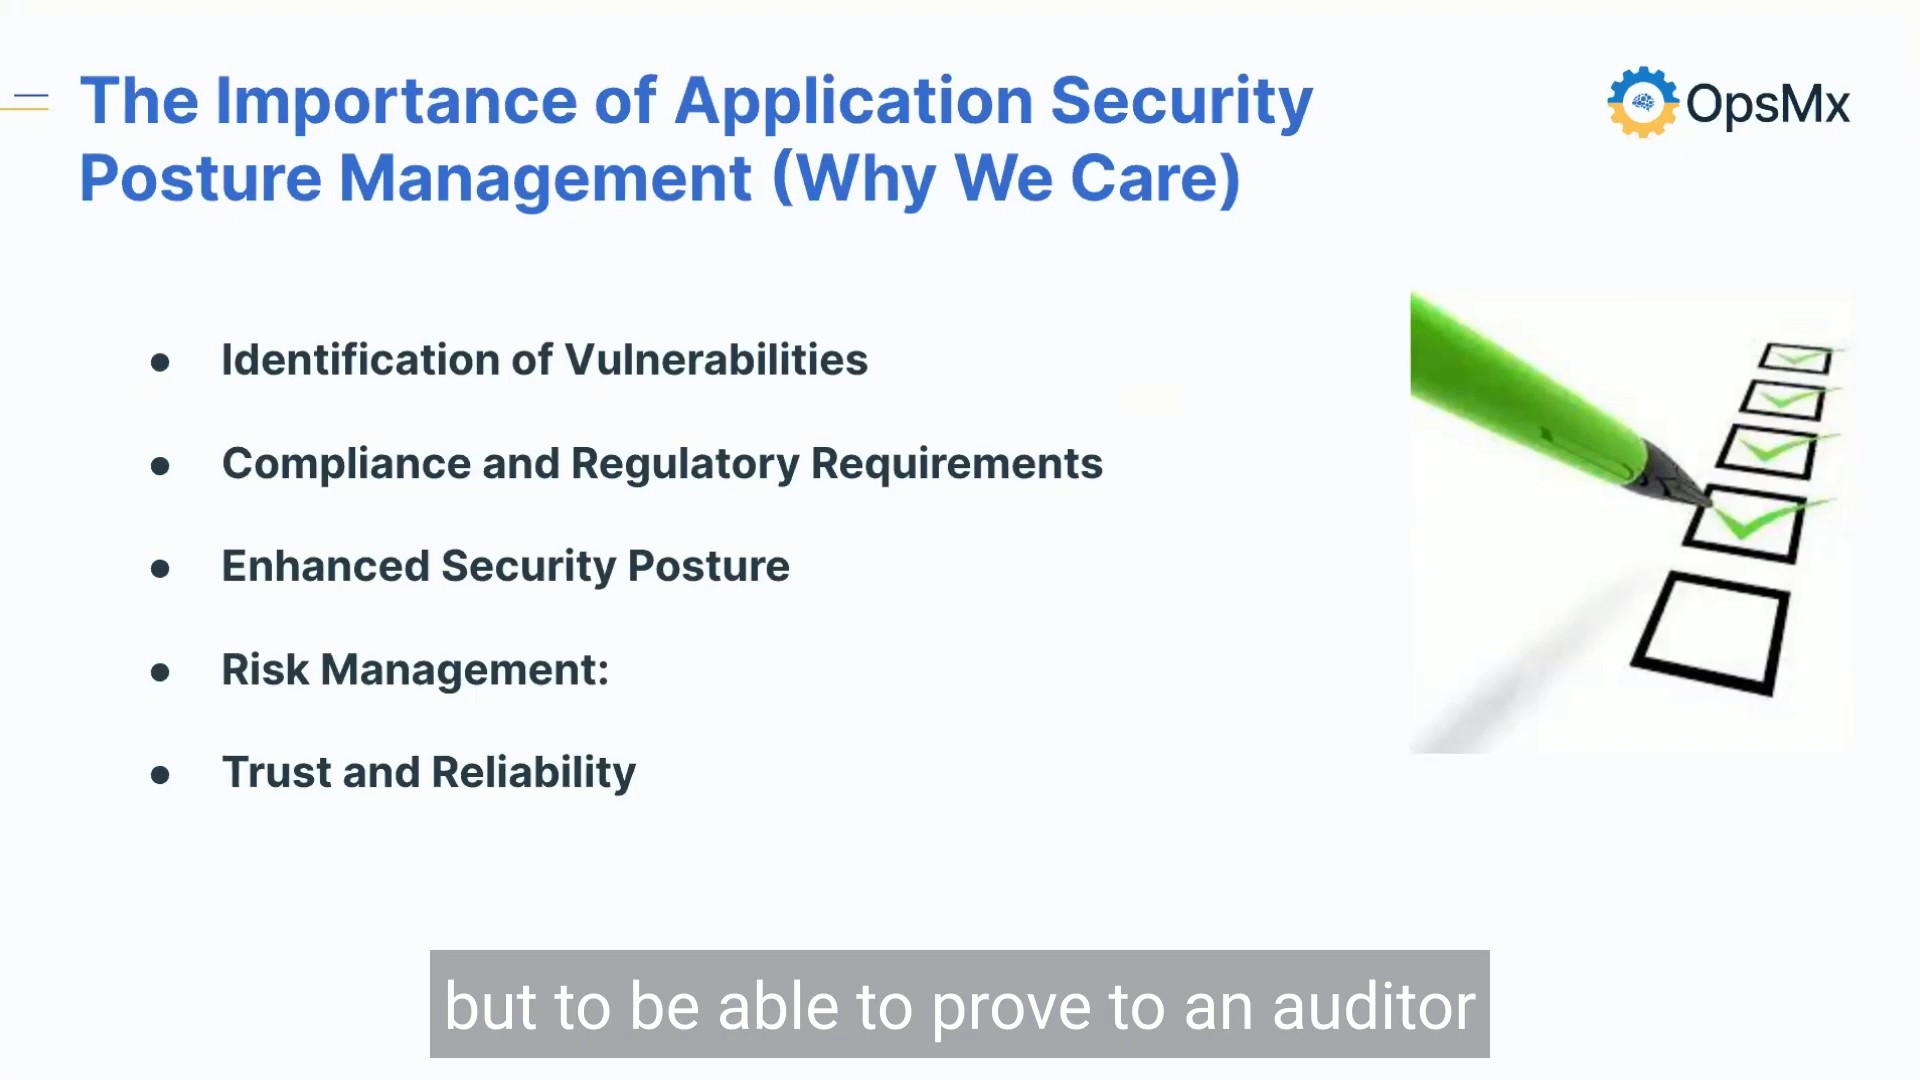 The Importance of Application Security
Posture Management (Why We Care)
OpsMx
● Identification of Vulnerabilities
● Compliance and Regulatory Requirements
● Enhanced Security Posture
● Risk Management:
● Trust and Reliability
but to be able to prove to an auditor